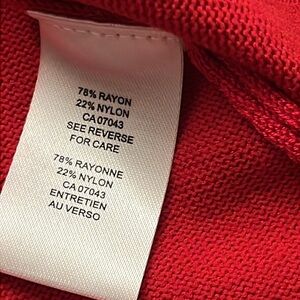 78% RAYON
22% NYLON
CA 07043
SEE REVERSE
FOR CARE
78% RAYONNE
22% NYLON
CA 07043
ENTRETIEN
AU VERSO